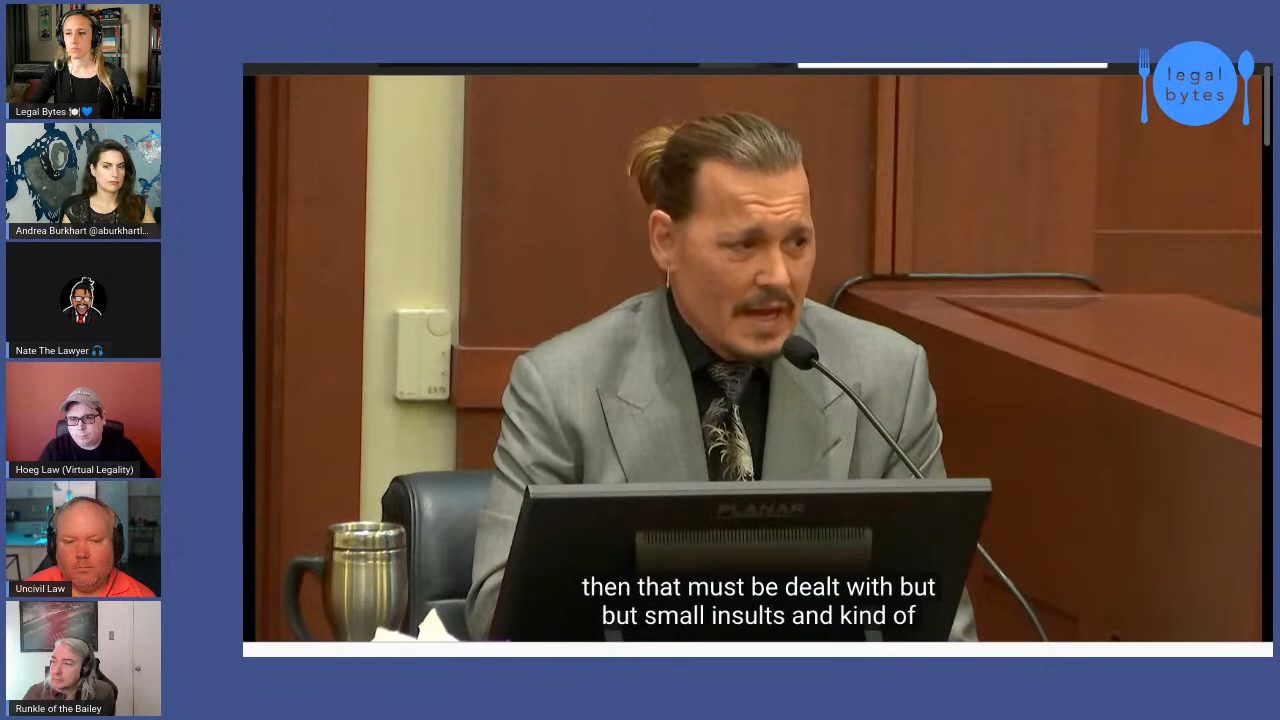 Legal Bytes 🍽️💙
Andrea Burkhart @aburkhartl...
Nate The Lawyer 🎧
Hoeg Law (Virtual Legality)
Uncivil Law
Runkle of the Bailey
legal
bytes
PLANAR
then that must be dealt with but
but small insults and kind of